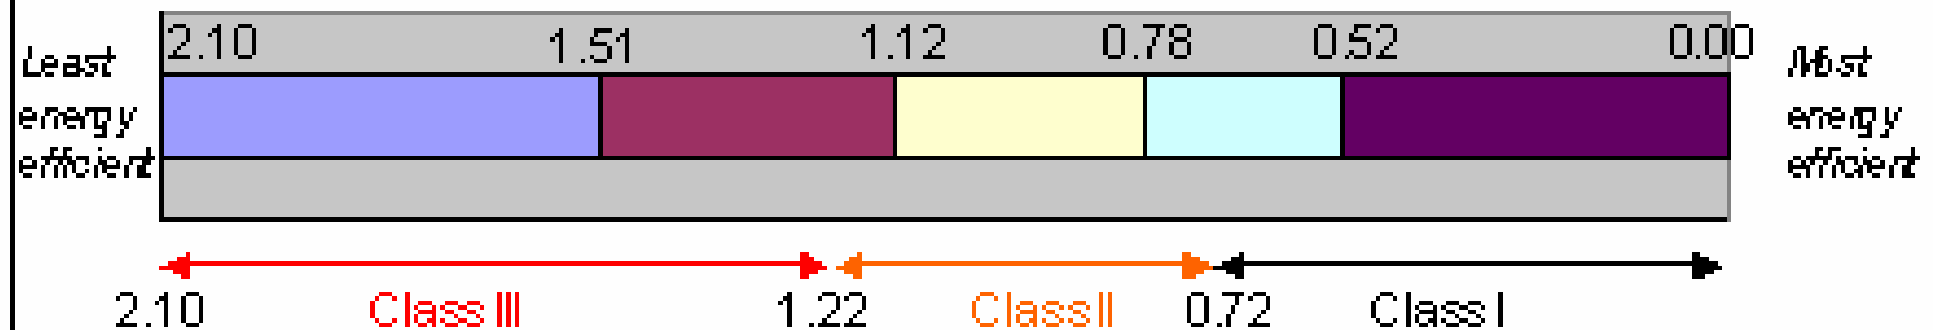 Least
energy
efficient
2.10 1.51 1.12 0.78 0.52 0.00
Most
energy
efficient
2.10 Class III 1.22 Class II 0.72 Class I